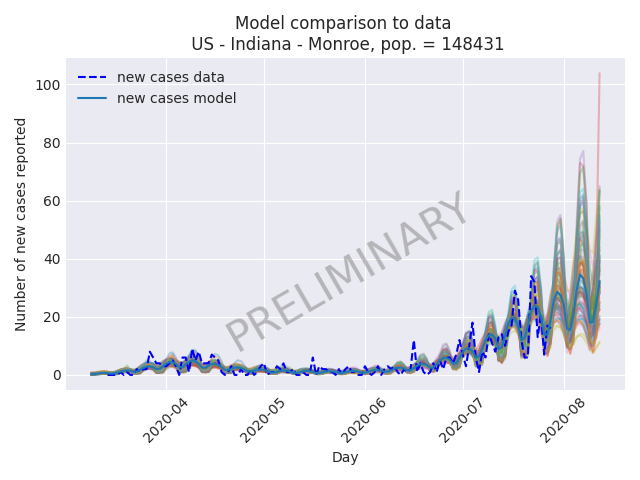 Model comparison to data
US - Indiana - Monroe, pop. = 148431
new cases data
new cases model
PRELIMINARY
Number of new cases reported
100
80
60
40
20
0
2020-04
2020-05
2020-06
2020-07
2020-08
Day